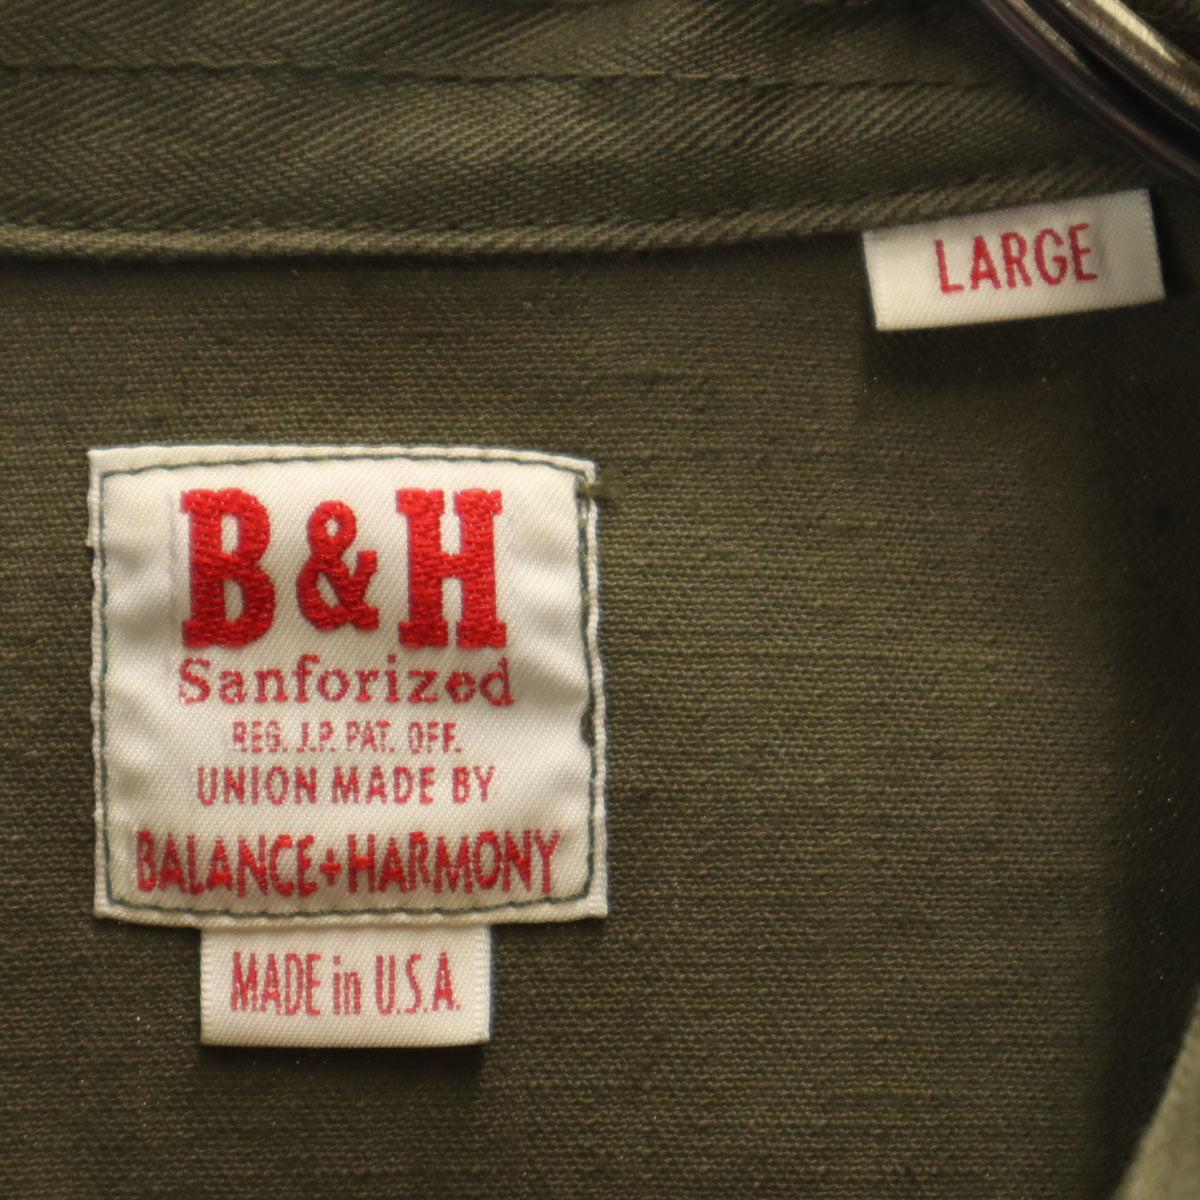 LARGE
B&H
Sanforized
REG. J.P. PAT. OFF.
UNION MADE BY
BALANCE+HARMONY
MADE in U.S.A.